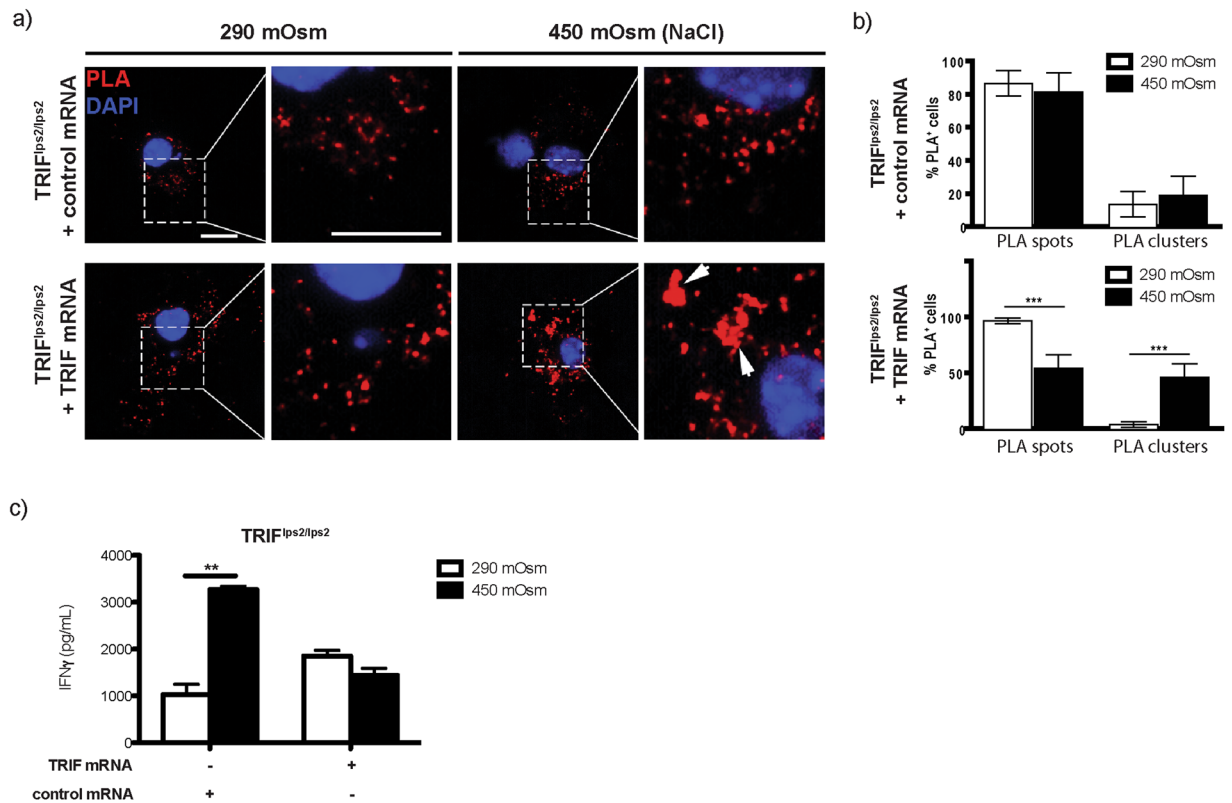 a)
290 mOsm
450 mOsm (NaCl)
PLA
DAPI
TRIFlps2/lps2
+ control mRNA
TRIFlps2/lps2
+ TRIF mRNA
b)
TRIFlps2/lps2
+ control mRNA
% PLA+ cells
80
60
40
20
0
290 mOsm
450 mOsm
PLA spots
PLA clusters
TRIFlps2/lps2
+ TRIF mRNA
% PLA+ cells
100
50
0
***
***
290 mOsm
450 mOsm
PLA spots
PLA clusters
c)
TRIFlps2/lps2
IFNγ (pg/mL)
4000
3000
2000
1000
0
**
290 mOsm
450 mOsm
TRIF mRNA - +
control mRNA + -